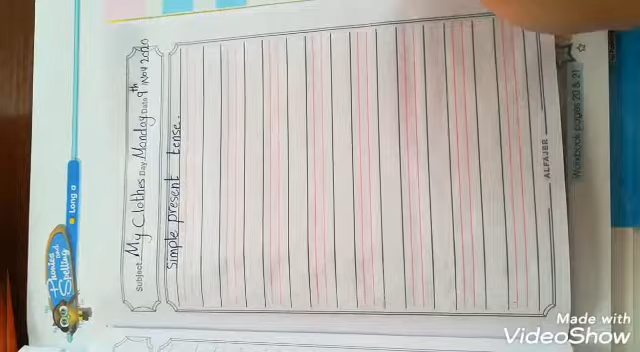 Phonics and Spelling
Long a
Subject My Clothes Day Monday Date 9th Nov 2020
Simple present tense.
ALFAJER
Workbook pages 20 & 21
Made with
VideoShow